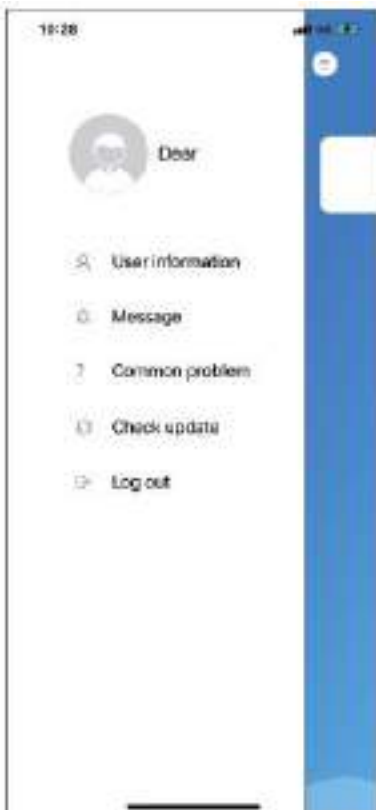 10:28
Dear
User information
Message
Common problem
Check update
Log out